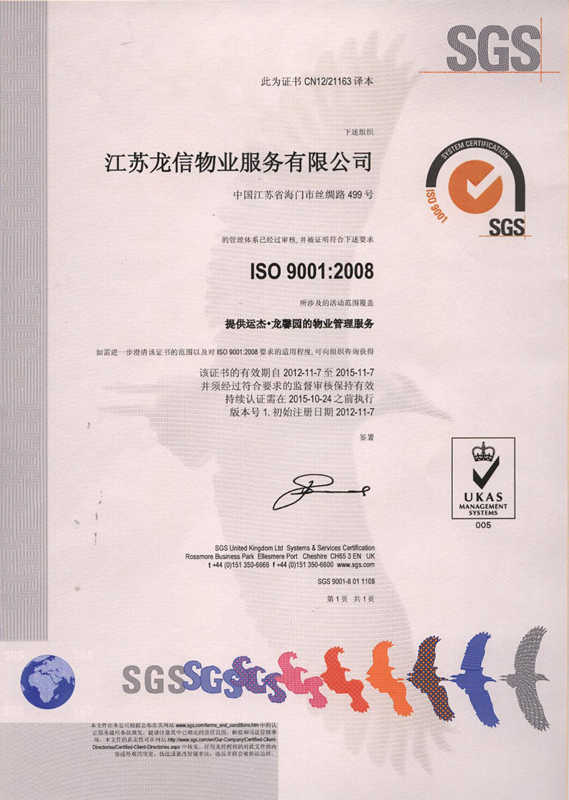 SGS
此为证书 CN12/21163 译本
下述组织
江苏龙信物业服务有限公司
中国江苏省海门市丝绸路 499 号
SYSTEM CERTIFICATION
ISO 9001
SGS
的管理体系已经过审核,并被证明符合下述要求
ISO 9001:2008
所涉及的活动范围覆盖
提供运杰•龙馨园的物业管理服务
如需进一步澄清该证书的范围以及对 ISO 9001:2008 要求的适用程度,可向组织咨询获得
该证书的有效期自 2012-11-7 至 2015-11-7
并须经过符合要求的监督审核保持有效
持续认证需在 2015-10-24 之前执行
版本号 1. 初始注册日期 2012-11-7
签署
UKAS
MANAGEMENT
SYSTEMS
005
SGS United Kingdom Ltd Systems & Services Certification
Rossmore Business Park Ellesmere Port Cheshire CH65 3 EN UK
t +44 (0)151 350-6666 f +44 (0)151 350-6600 www.sgs.com
SGS 9001-8 01 1108
第 1 页 共 1 页
SGS
SGS
SGS
SGS